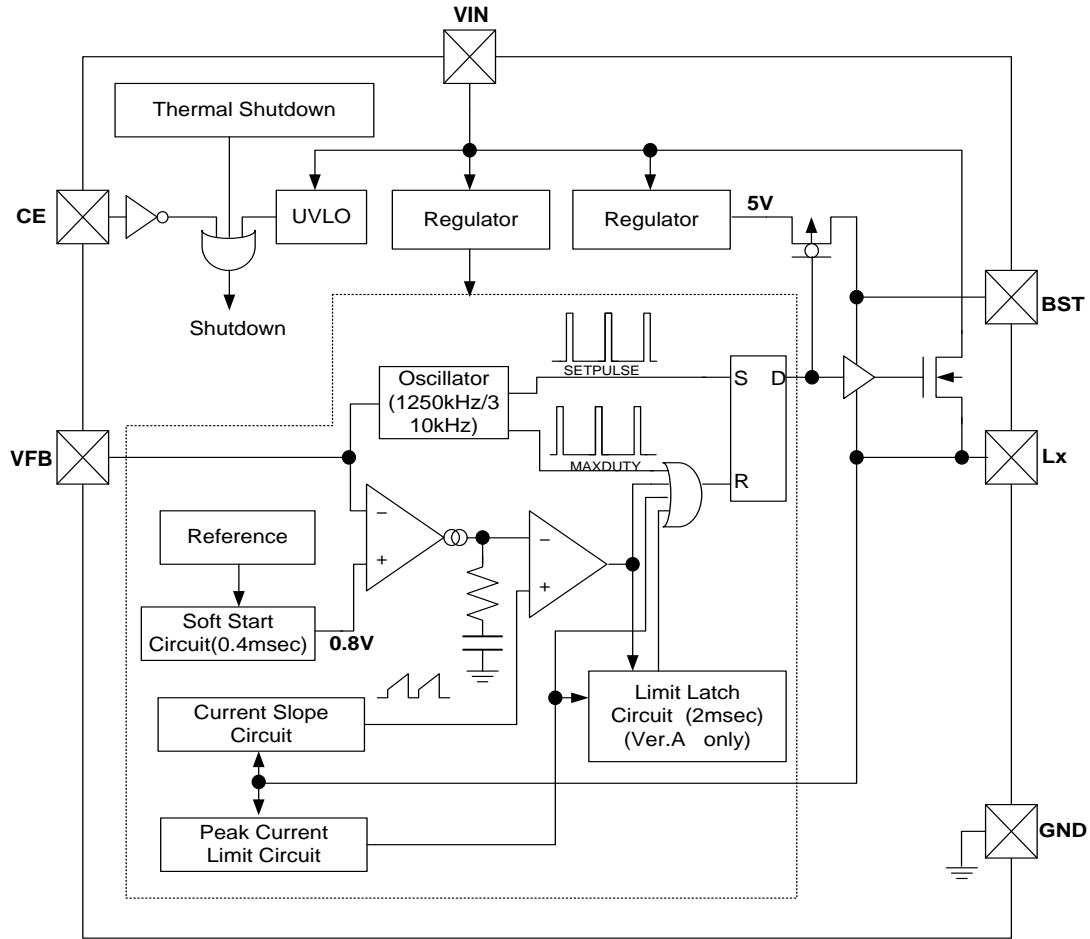 VIN
Thermal Shutdown
CE
UVLO
Regulator
Regulator
5V
Shutdown
BST
SETPULSE
Oscillator
(1250kHz/3
10kHz)
S
D
VFB
MAXDUTY
Lx
R
Reference
−
+
−
+
Soft Start
Circuit(0.4msec)
0.8V
Current Slope
Circuit
Limit Latch
Circuit (2msec)
(Ver.A only)
Peak Current
Limit Circuit
GND